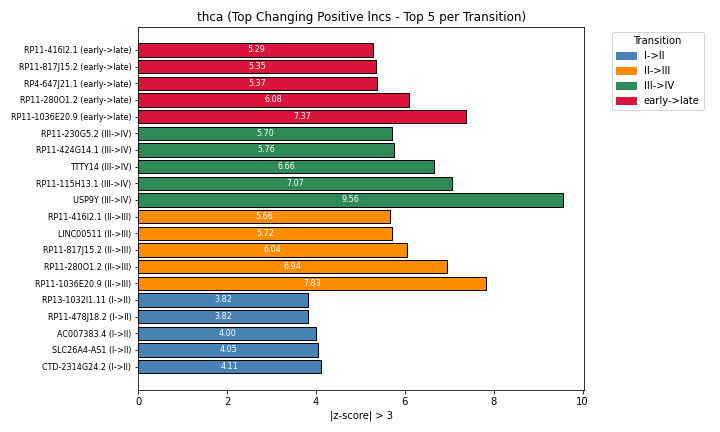 thca (Top Changing Positive lncs - Top 5 per Transition)
Transition
I->II
II->III
III->IV
early->late
RP11-416I2.1 (early->late) 5.29
RP11-817J15.2 (early->late) 5.35
RP4-647J21.1 (early->late) 5.37
RP11-280O1.2 (early->late) 6.08
RP11-1036E20.9 (early->late) 7.37
RP11-230G5.2 (III->IV) 5.70
RP11-424G14.1 (III->IV) 5.76
TTTY14 (III->IV) 6.66
RP11-115H13.1 (III->IV) 7.07
USP9Y (III->IV) 9.56
RP11-416I2.1 (II->III) 5.66
LINC00511 (II->III) 5.72
RP11-817J15.2 (II->III) 6.04
RP11-280O1.2 (II->III) 6.94
RP11-1036E20.9 (II->III) 7.83
RP13-1032I1.11 (I->II) 3.82
RP11-478J18.2 (I->II) 3.82
AC007383.4 (I->II) 4.00
SLC26A4-AS1 (I->II) 4.05
CTD-2314G24.2 (I->II) 4.11
0 2 4 6 8 10
|z-score| > 3